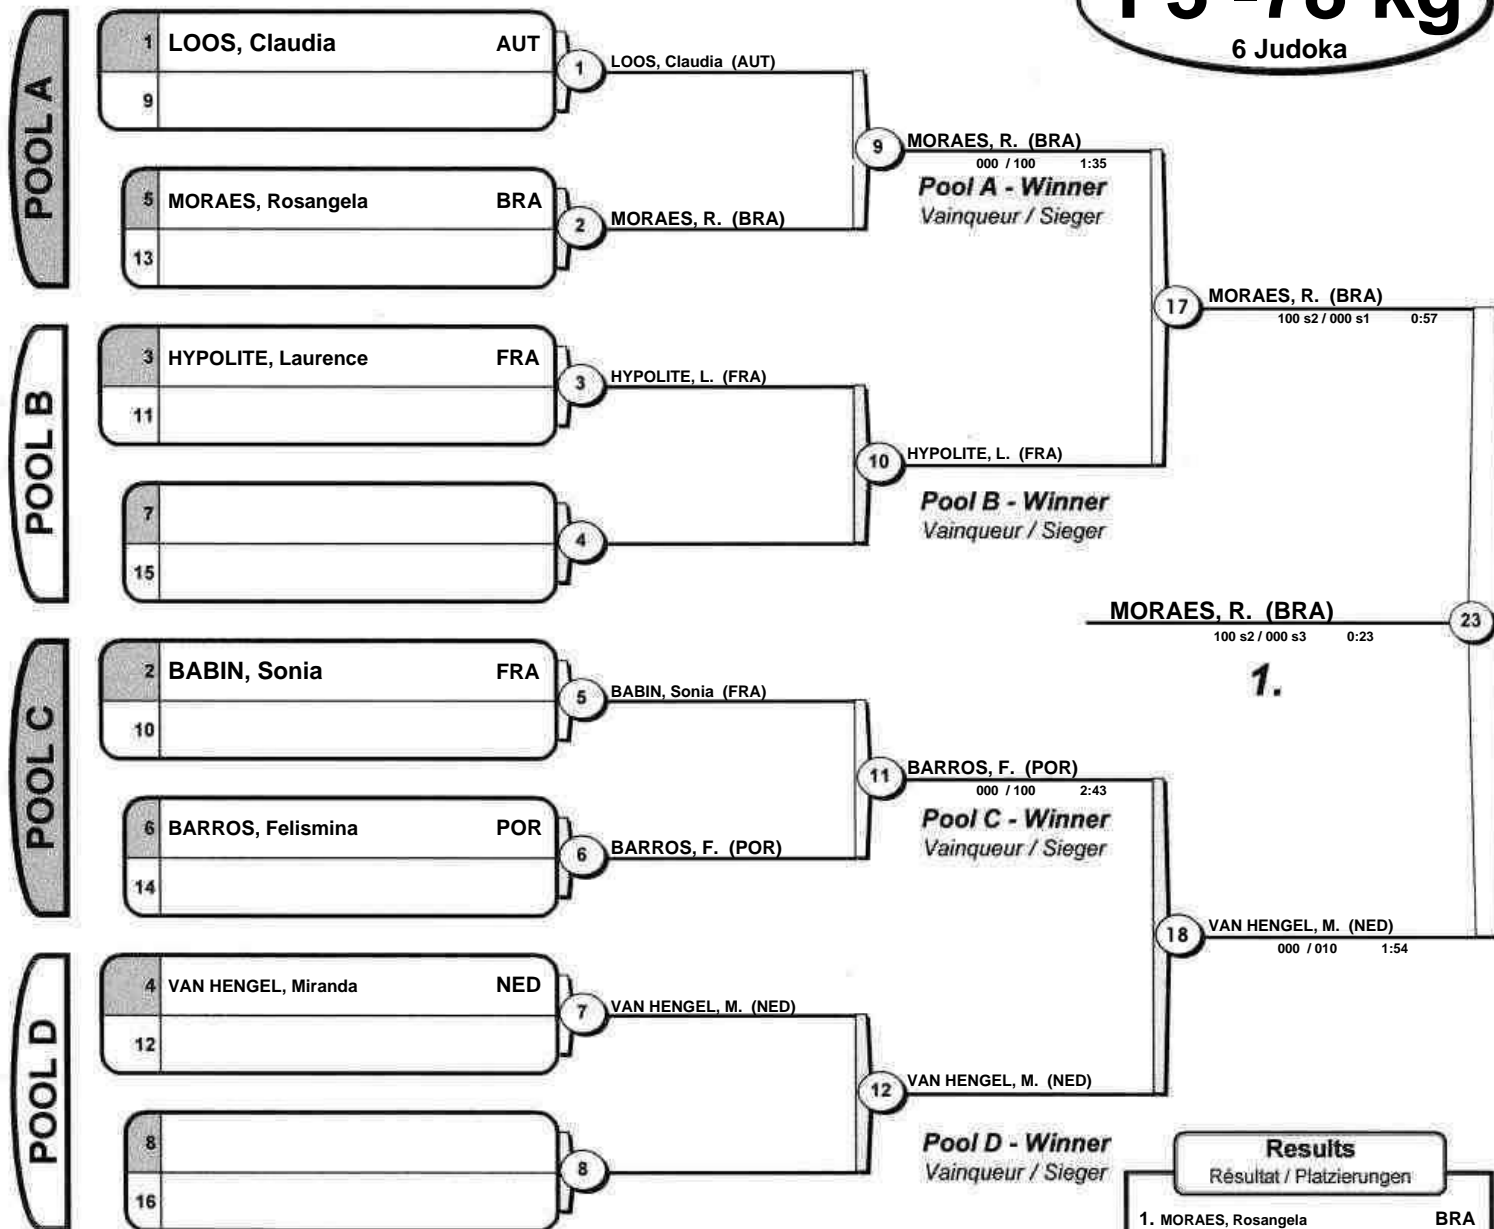 F3 -78 kg
6 Judoka
POOL A
1 LOOS, Claudia AUT
9
5 MORAES, Rosangela BRA
13
1 LOOS, Claudia (AUT)
2 MORAES, R. (BRA)
9 MORAES, R. (BRA)
000 / 100 1:35
Pool A - Winner
Vainqueur / Sieger
POOL B
3 HYPOLITE, Laurence FRA
11
7
15
3 HYPOLITE, L. (FRA)
4
10 HYPOLITE, L. (FRA)
Pool B - Winner
Vainqueur / Sieger
17 MORAES, R. (BRA)
100 s2 / 000 s1 0:57
POOL C
2 BABIN, Sonia FRA
10
6 BARROS, Felismina POR
14
5 BABIN, Sonia (FRA)
6 BARROS, F. (POR)
11 BARROS, F. (POR)
000 / 100 2:43
Pool C - Winner
Vainqueur / Sieger
POOL D
4 VAN HENGEL, Miranda NED
12
8
16
7 VAN HENGEL, M. (NED)
8
12 VAN HENGEL, M. (NED)
Pool D - Winner
Vainqueur / Sieger
18 VAN HENGEL, M. (NED)
000 / 010 1:54
MORAES, R. (BRA) 23
100 s2 / 000 s3 0:23
1.
Results
Résultat / Platzierungen
1. MORAES, Rosangela BRA